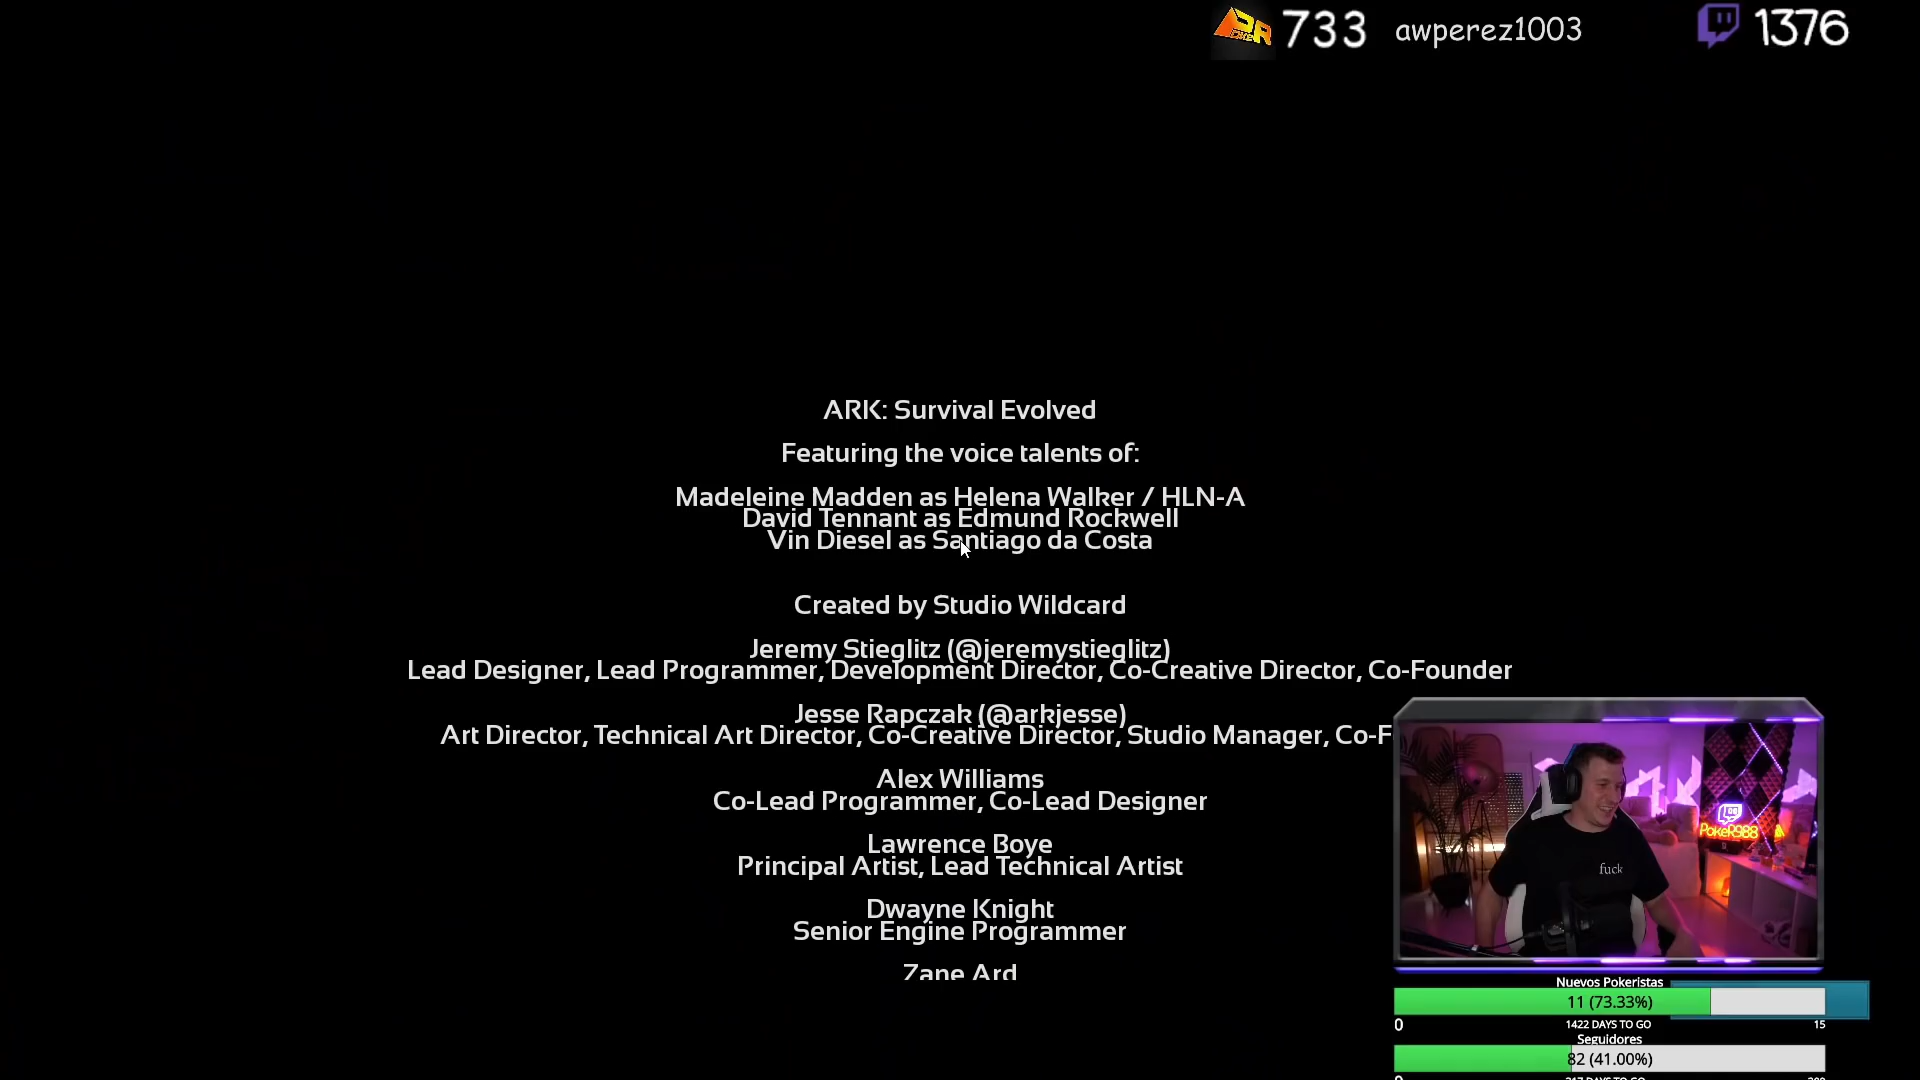 733 awperez1003 1376
ARK: Survival Evolved
Featuring the voice talents of:
Madeleine Madden as Helena Walker / HLN-A
David Tennant as Edmund Rockwell
Vin Diesel as Santiago da Costa
Created by Studio Wildcard
Jeremy Stieglitz (@jeremystieglitz)
Lead Designer, Lead Programmer, Development Director, Co-Creative Director, Co-Founder
Jesse Rapczak (@arkjesse)
Art Director, Technical Art Director, Co-Creative Director, Studio Manager, Co-F
Alex Williams
Co-Lead Programmer, Co-Lead Designer
Lawrence Boye
Principal Artist, Lead Technical Artist
Dwayne Knight
Senior Engine Programmer
Zane Ard
PokeR988
fuck
Nuevos Pokeristas
11 (73.33%)
0 1422 DAYS TO GO 15
Seguidores
82 (41.00%)